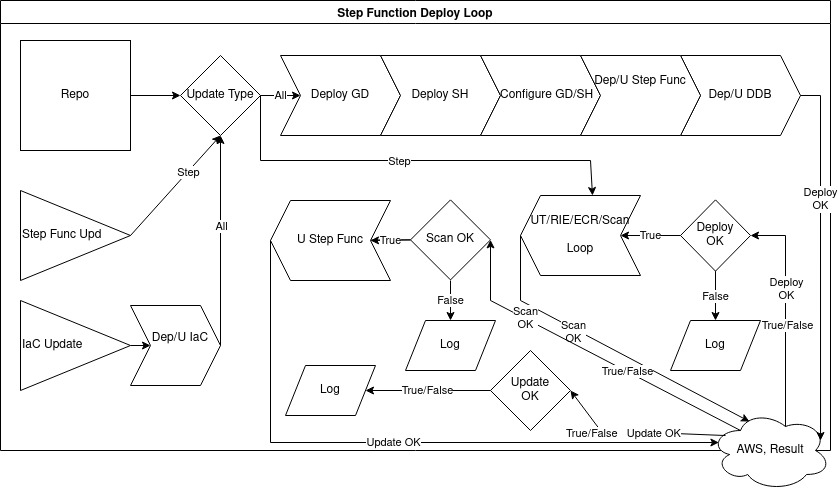 Step Function Deploy Loop
Repo
Update Type
All
Deploy GD
Deploy SH
Configure GD/SH
Dep/U Step Func
Dep/U DDB
Step
Step
Deploy
OK
Step Func Upd
All
U Step Func
True
Scan OK
UT/RIE/ECR/Scan
Loop
True
Deploy
OK
Deploy
OK
False
False
IaC Update
Dep/U IaC
Scan
OK
Scan
OK
True/False
Log
Log
True/False
Log
True/False
Update
OK
True/False
Update OK
Update OK
AWS, Result